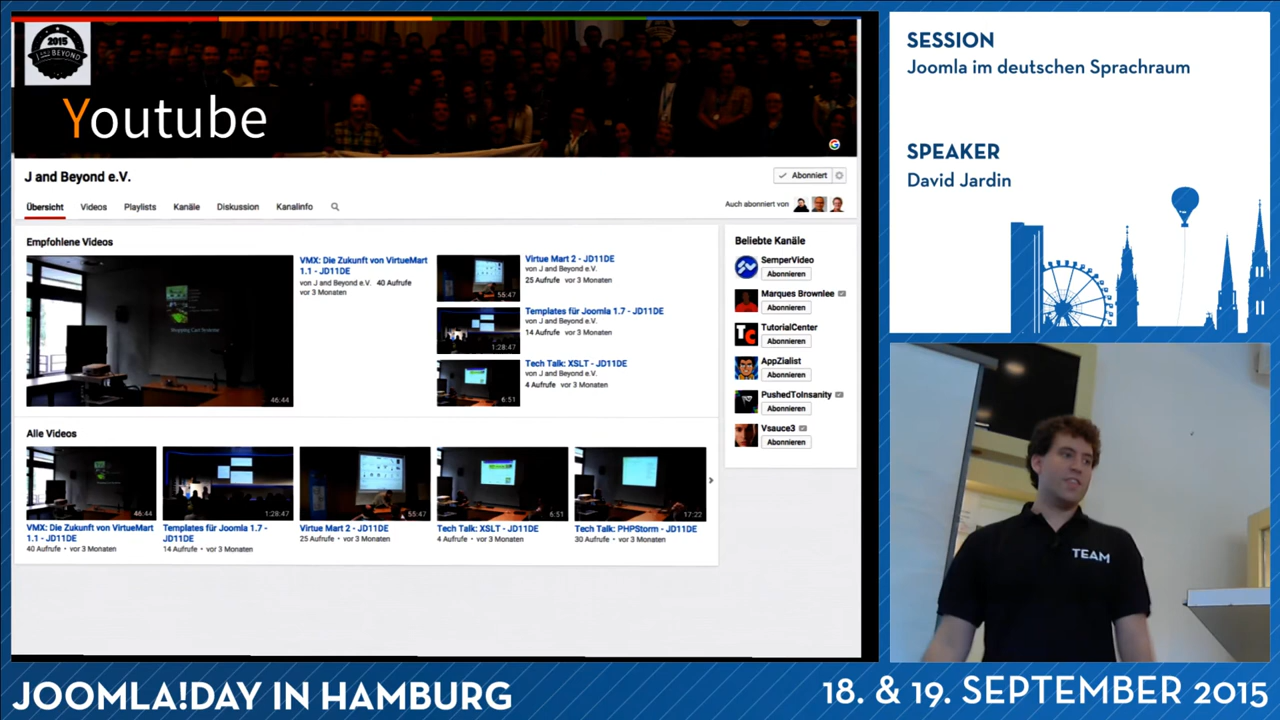 2015
J and BEYOND
Youtube
J and Beyond e.V.
Abonniert
Übersicht
Videos
Playlists
Kanäle
Diskussion
Kanalinfo
Auch abonniert von
Empfohlene Videos
46:44
VMX: Die Zukunft von VirtueMart
1.1 - JD11DE
von J and Beyond e.V. 40 Aufrufe
vor 3 Monaten
55:47
Virtue Mart 2 - JD11DE
von J and Beyond e.V.
25 Aufrufe vor 3 Monaten
1:28:47
Templates für Joomla 1.7 - JD11DE
von J and Beyond e.V.
14 Aufrufe vor 3 Monaten
6:51
Tech Talk: XSLT - JD11DE
von J and Beyond e.V.
4 Aufrufe vor 3 Monaten
Beliebte Kanäle
SemperVideo
Abonnieren
Marques Brownlee
Abonnieren
TC
TutorialCenter
Abonnieren
AppZialist
Abonnieren
PushedToInsanity
Abonnieren
Vsauce3
Abonnieren
Alle Videos
46:44
VMX: Die Zukunft von VirtueMart
1.1 - JD11DE
40 Aufrufe • vor 3 Monaten
1:28:47
Templates für Joomla 1.7 -
JD11DE
14 Aufrufe • vor 3 Monaten
55:47
Virtue Mart 2 - JD11DE
25 Aufrufe • vor 3 Monaten
6:51
Tech Talk: XSLT - JD11DE
4 Aufrufe • vor 3 Monaten
17:22
Tech Talk: PHPStorm - JD11DE
30 Aufrufe • vor 3 Monaten
SESSION
Joomla im deutschen Sprachraum
SPEAKER
David Jardin
TEAM
JOOMLA!DAY IN HAMBURG
18. & 19. SEPTEMBER 2015